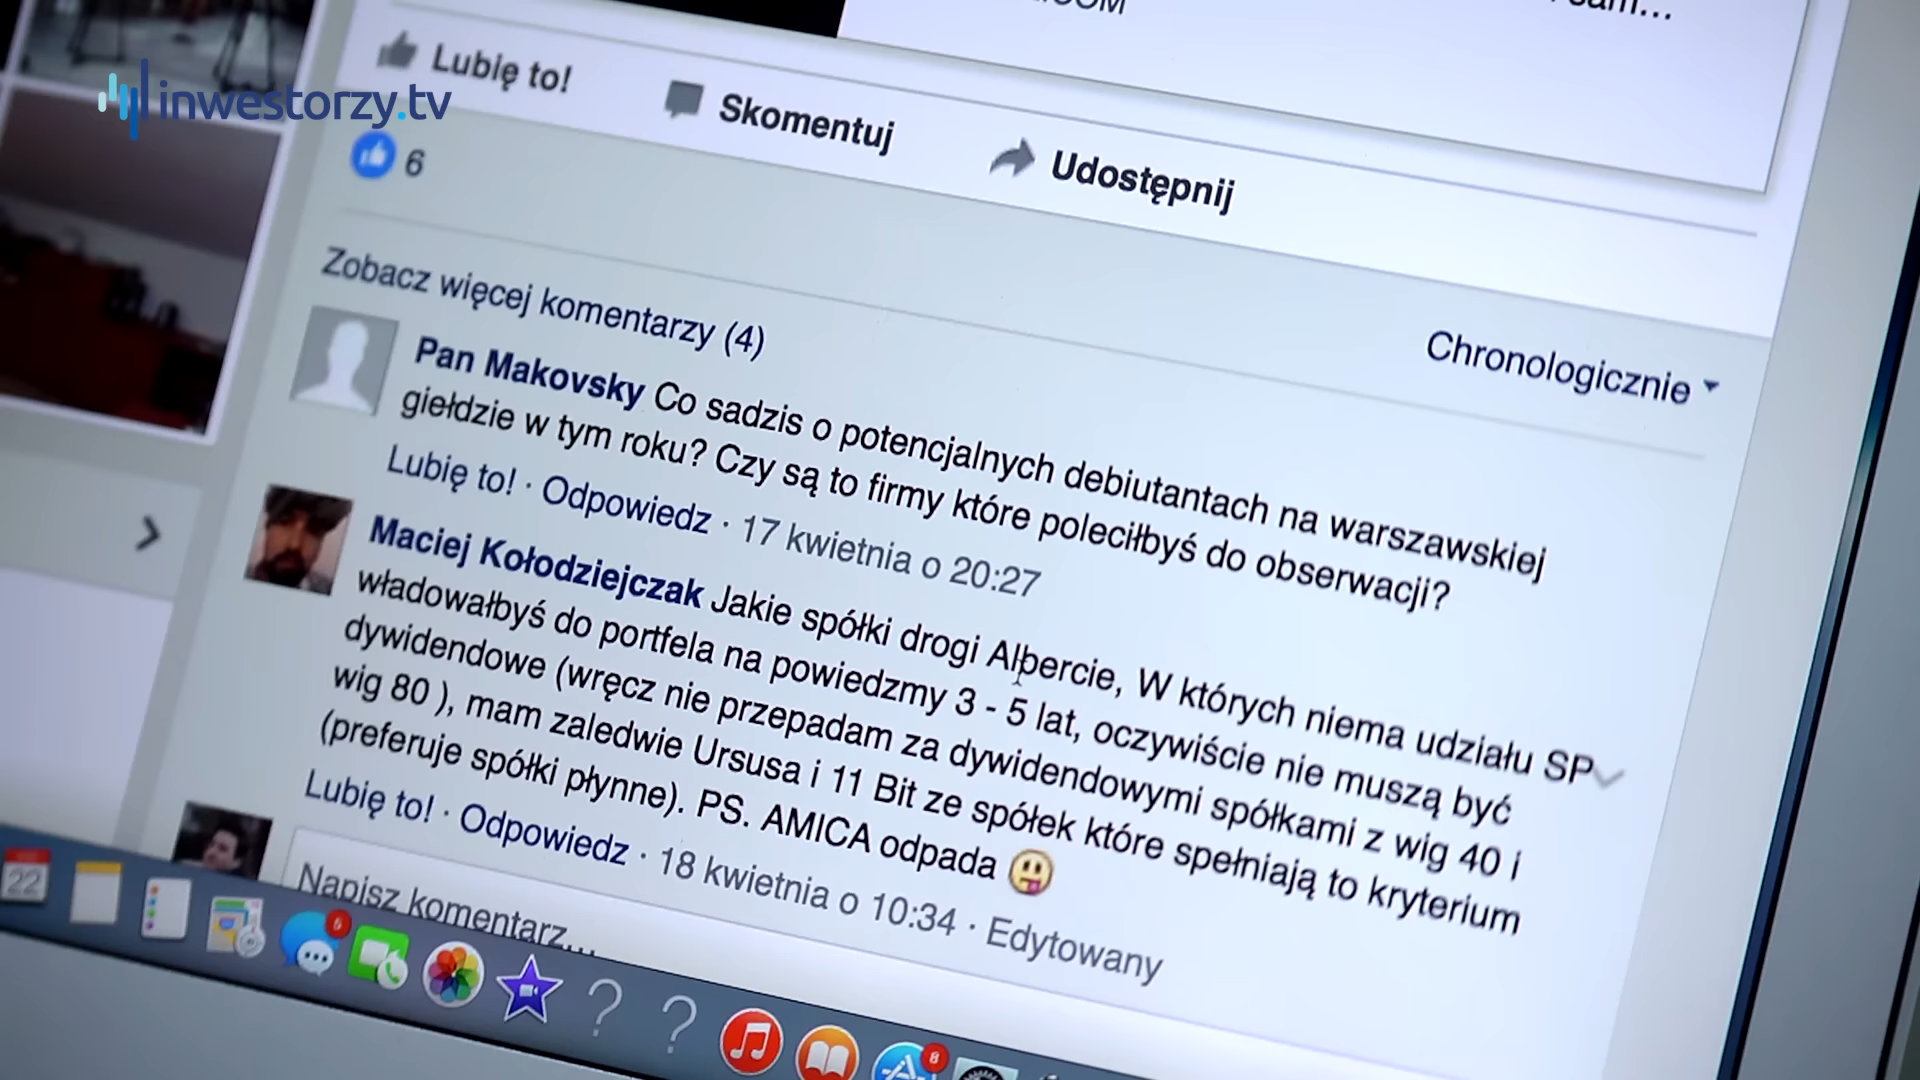 Lubię to!
Skomentuj
Udostępnij
inwestorzy.tv
6
Zobacz więcej komentarzy (4)
Chronologicznie
Pan Makovsky Co sadzis o potencjalnych debiutantach na warszawskiej
giełdzie w tym roku? Czy są to firmy które poleciłbyś do obserwacji?
Lubię to! · Odpowiedz · 17 kwietnia o 20:27
Maciej Kołodziejczak Jakie spółki drogi Albercie, W których niema udziału SP
władowałbyś do portfela na powiedzmy 3 - 5 lat, oczywiście nie muszą być
dywidendowe (wręcz nie przepadam za dywidendowymi spółkami z wig 40 i
wig 80 ), mam zaledwie Ursusa i 11 Bit ze spółek które spełniają to kryterium
(preferuje spółki płynne). PS. AMICA odpada 😛
Lubię to! · Odpowiedz · 18 kwietnia o 10:34 · Edytowany
Napisz komentarz...
22
6
8